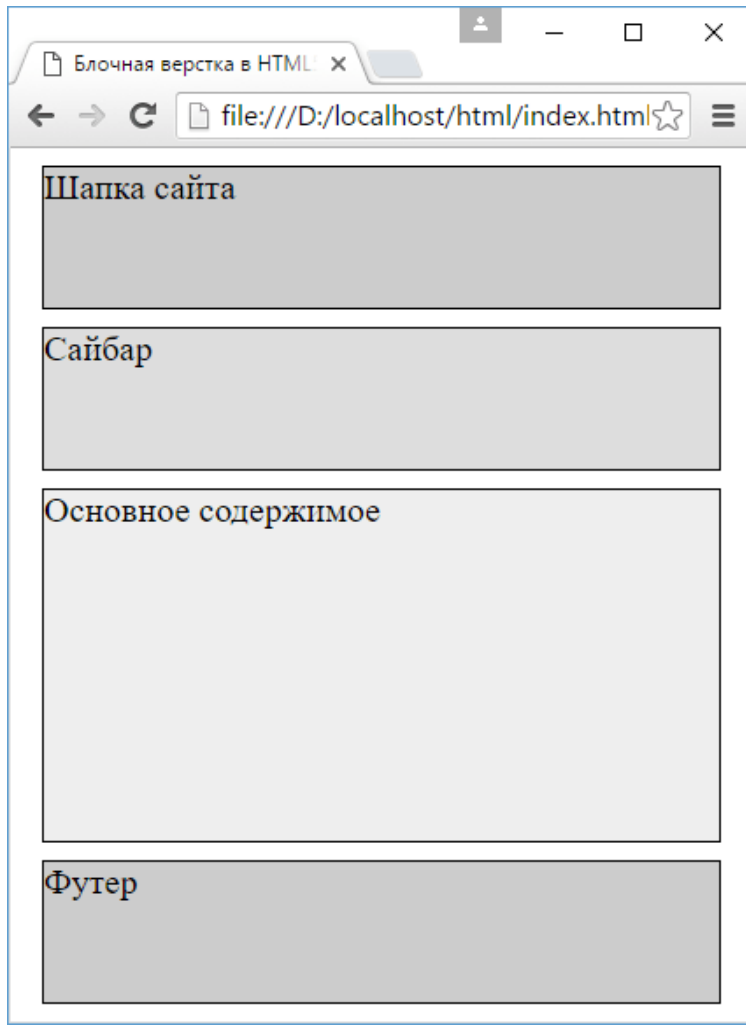 Блочная верстка в HTML
file:///D:/localhost/html/index.html
Шапка сайта
Сайбар
Основное содержимое
Футер